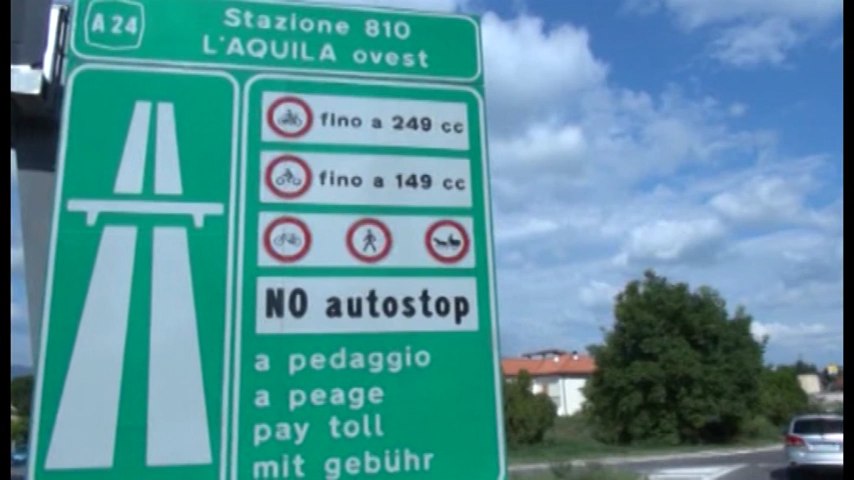 A 24
Stazione 810
L'AQUILA ovest
fino a 249 cc
fino a 149 cc
NO autostop
a pedaggio
a peage
pay toll
mit gebühr